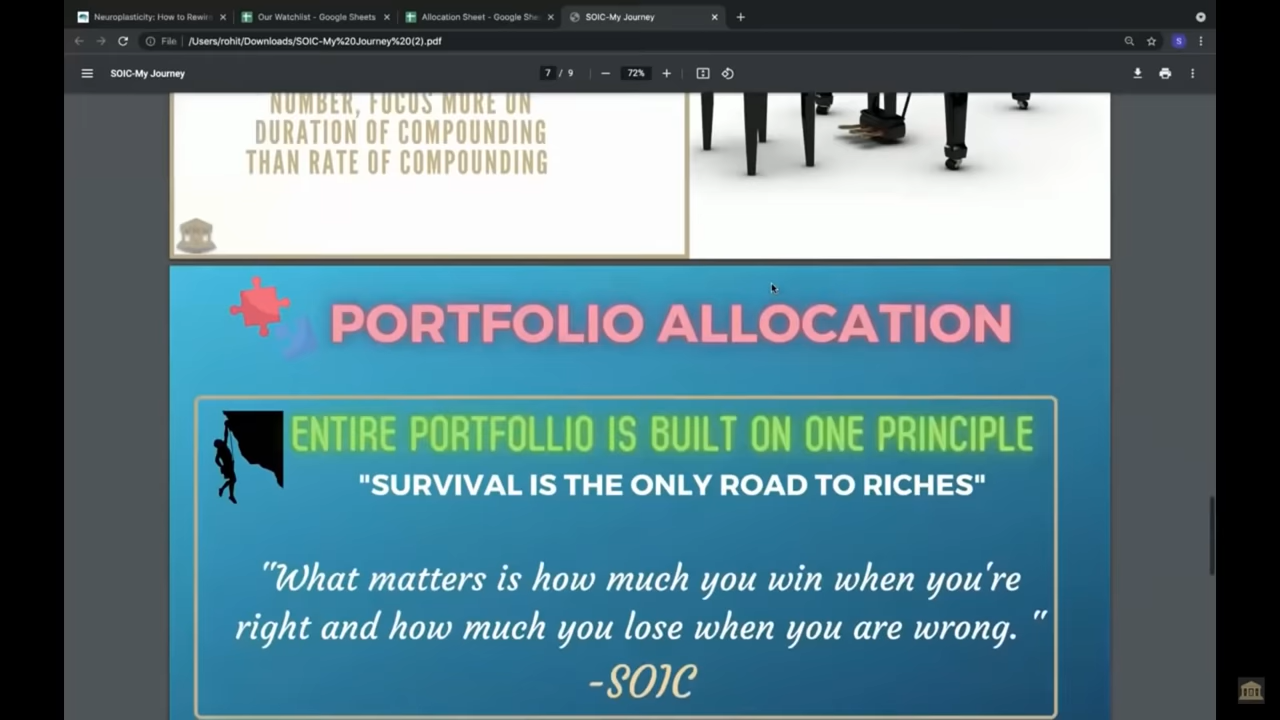 Neuroplasticity: How to Rewir
Our Watchlist - Google Sheets
Allocation Sheet - Google She
SOIC-My Journey
File
/Users/rohit/Downloads/SOIC-My%20Journey%20(2).pdf
S
SOIC-My Journey
7 / 9
72%
NUMBER, FOCUS MORE ON
DURATION OF COMPOUNDING
THAN RATE OF COMPOUNDING
PORTFOLIO ALLOCATION
ENTIRE PORTFOLLIO IS BUILT ON ONE PRINCIPLE
"SURVIVAL IS THE ONLY ROAD TO RICHES"
"What matters is how much you win when you're
right and how much you lose when you are wrong. "
-SOIC